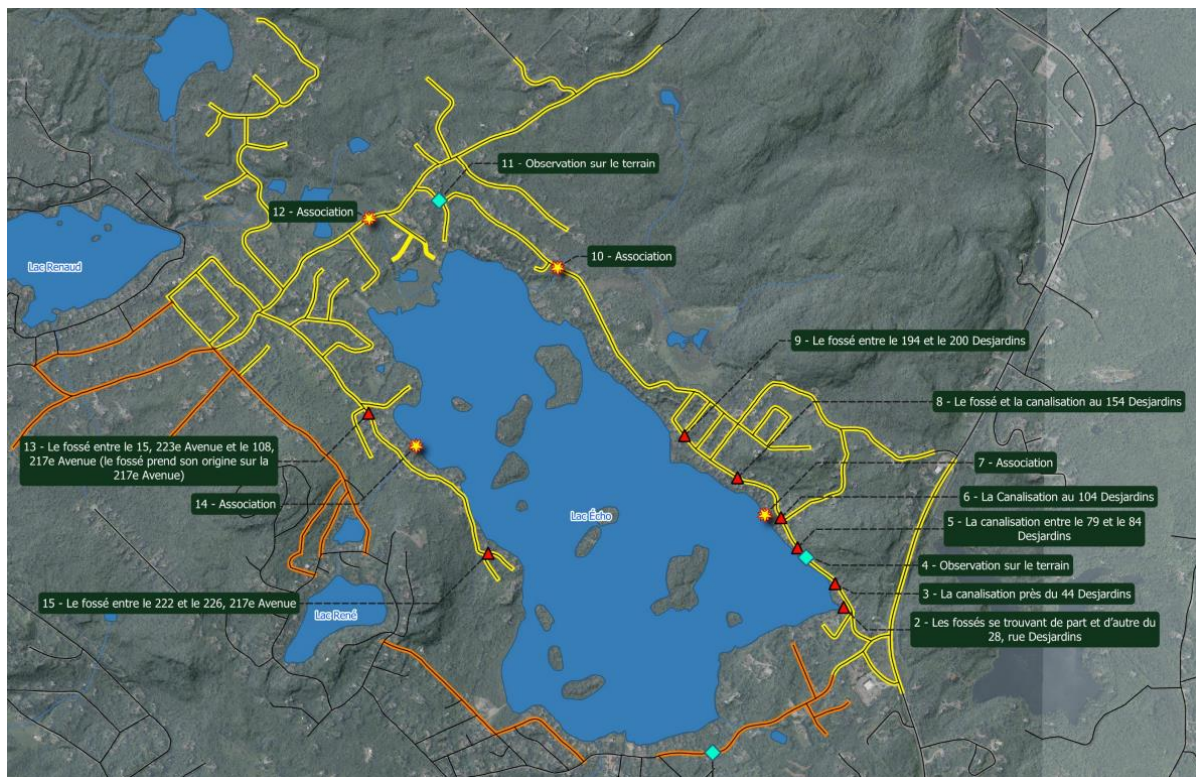 11 - Observation sur le terrain
12 - Association
10 - Association
Lac Renaud
9 - Le fossé entre le 194 et le 200 Desjardins
8 - Le fossé et la canalisation au 154 Desjardins
13 - Le fossé entre le 15, 223e Avenue et le 108,
217e Avenue (le fossé prend son origine sur la
217e Avenue)
7 - Association
14 - Association
6 - La Canalisation au 104 Desjardins
Lac Écho
5 - La canalisation entre le 79 et le 84
Desjardins
4 - Observation sur le terrain
3 - La canalisation près du 44 Desjardins
15 - Le fossé entre le 222 et le 226, 217e Avenue
Lac René
2 - Les fossés se trouvant de part et d'autre du
28, rue Desjardins